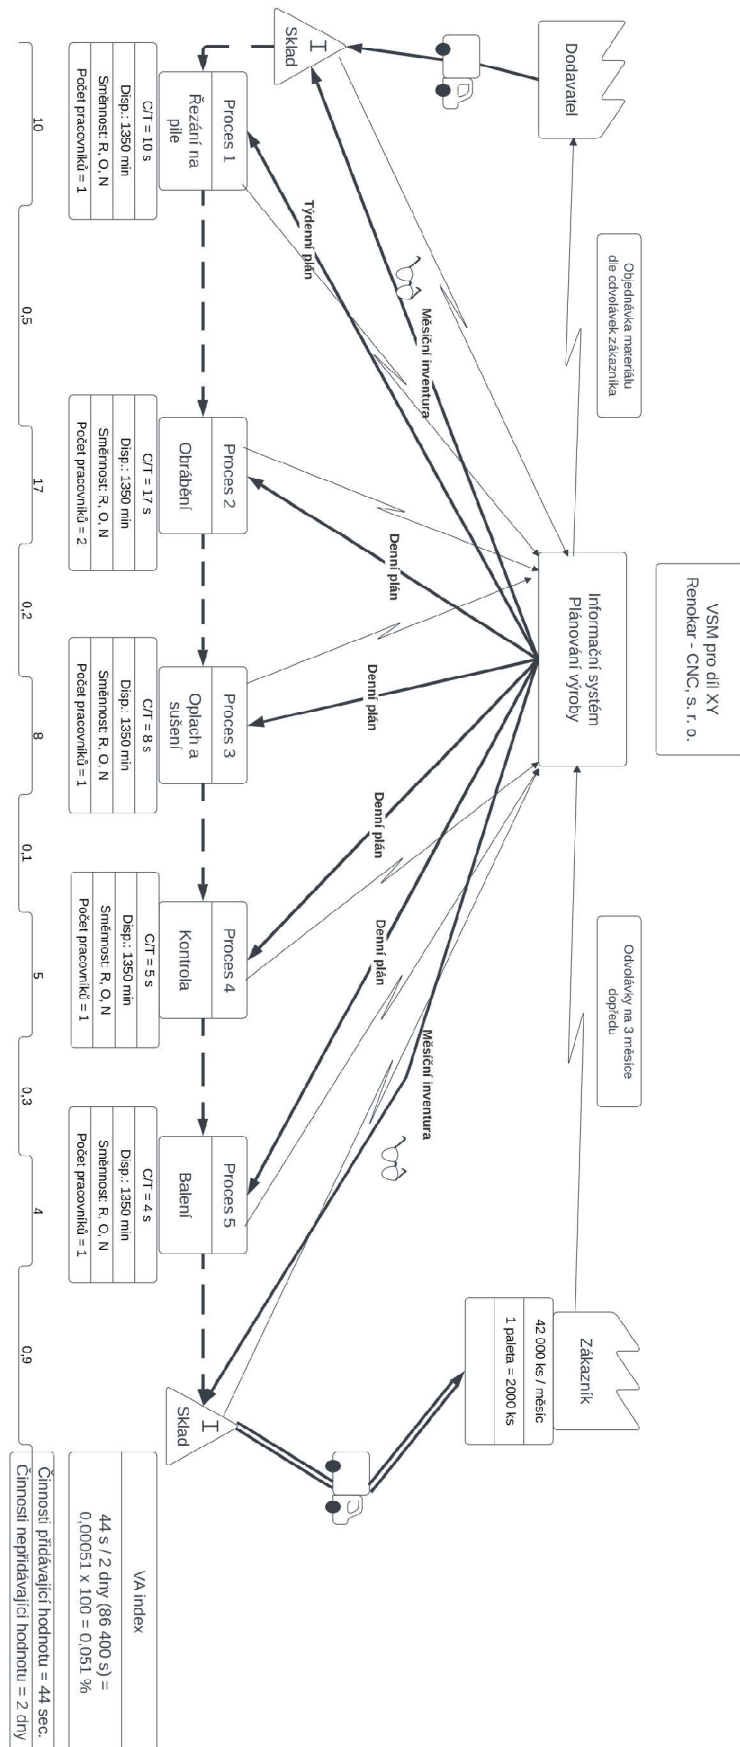 VSM pro díl XY
Renokar - CNC, s. r. o.
Dodavatel
Objednávka materiálu
dle odvolávek zákazníka
Informační systém
Plánování výroby
Odvolávky na 3 měsíce
dopředu
Zákazník
42 000 ks / měsíc
1 paleta = 2000 ks
Měsíční inventura
Týdenní plán
Denní plán
Denní plán
Denní plán
Denní plán
Měsíční inventura
I
Sklad
Proces 1
Řezání na
pile
C/T = 10 s
Disp.: 1350 min
Směnnost: R, O, N
Počet pracovníků = 1
Proces 2
Obrábění
C/T = 17 s
Disp.: 1350 min
Směnnost: R, O, N
Počet pracovníků = 2
Proces 3
Oplach a
sušení
C/T = 8 s
Disp.: 1350 min
Směnnost: R, O, N
Počet pracovníků = 1
Proces 4
Kontrola
C/T = 5 s
Disp.: 1350 min
Směnnost: R, O, N
Počet pracovníků = 1
Proces 5
Balení
C/T = 4 s
Disp.: 1350 min
Směnnost: R, O, N
Počet pracovníků = 1
I
Sklad
10
0,5
17
0,2
8
0,1
5
0,3
4
0,9
VA index
44 s / 2 dny (86 400 s) =
0,00051 x 100 = 0,051 %
Činnosti přidávající hodnotu = 44 sec.
Činnosti nepřidávající hodnotu = 2 dny